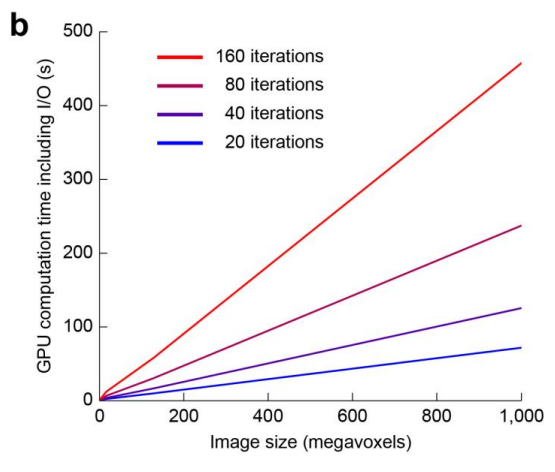 b
GPU computation time including I/O (s)
500
400
300
200
100
0
160 iterations
80 iterations
40 iterations
20 iterations
0 200 400 600 800 1,000
Image size (megavoxels)